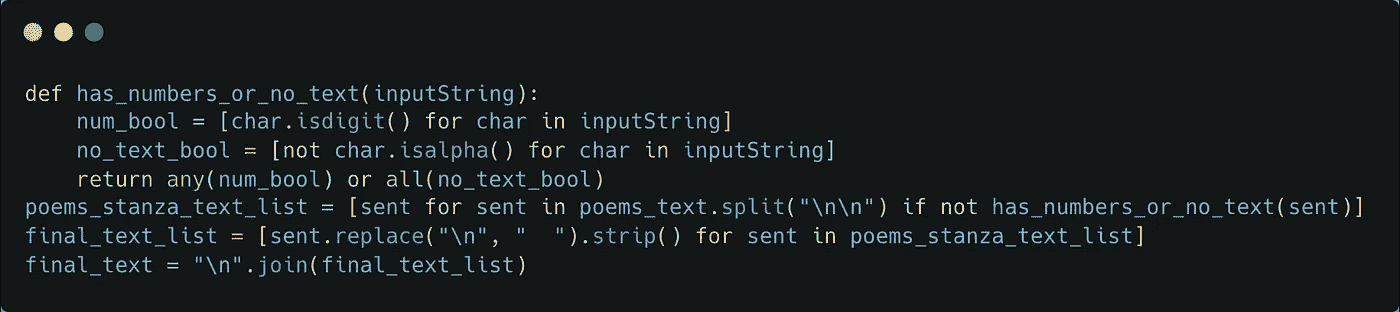 def has_numbers_or_no_text(inputString):
    num_bool = [char.isdigit() for char in inputString]
    no_text_bool = [not char.isalpha() for char in inputString]
    return any(num_bool) or all(no_text_bool)
poems_stanza_text_list = [sent for sent in poems_text.split("\n\n") if not has_numbers_or_no_text(sent)]
final_text_list = [sent.replace("\n", "  ").strip() for sent in poems_stanza_text_list]
final_text = "\n".join(final_text_list)